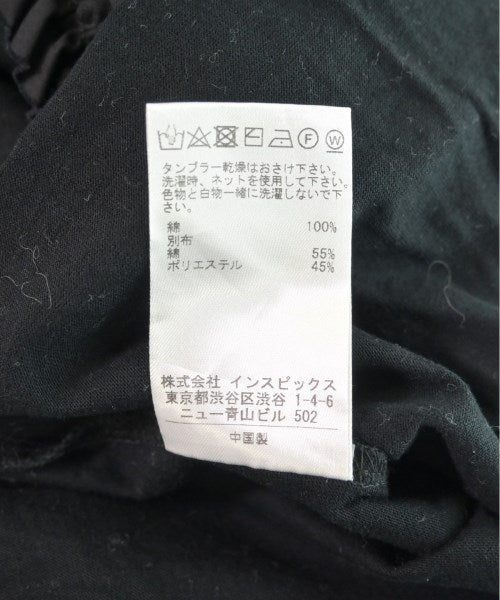 F W
タンブラー乾燥はおさけ下さい。
洗濯時、ネットを使用して下さい。
色物と白物一緒に洗濯しないで下
さい。
綿 100%
別布
綿 55%
ポリエステル 45%
株式会社 インスピックス
東京都渋谷区渋谷 1-4-6
ニュー青山ビル 502
中国製